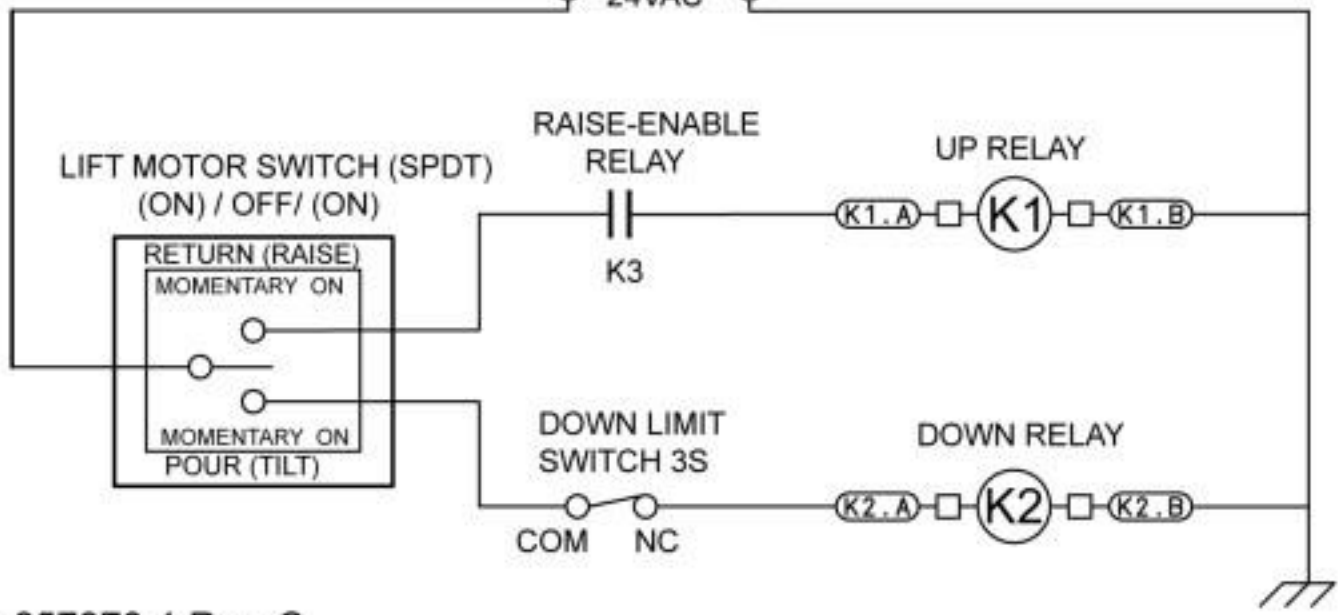 24VAC
RAISE-ENABLE
RELAY
UP RELAY
LIFT MOTOR SWITCH (SPDT)
(ON) / OFF/ (ON)
K1.A
K1
K1.B
K3
RETURN (RAISE)
MOMENTARY ON
MOMENTARY ON
POUR (TILT)
DOWN LIMIT
SWITCH 3S
DOWN RELAY
COM
NC
K2.A
K2
K2.B